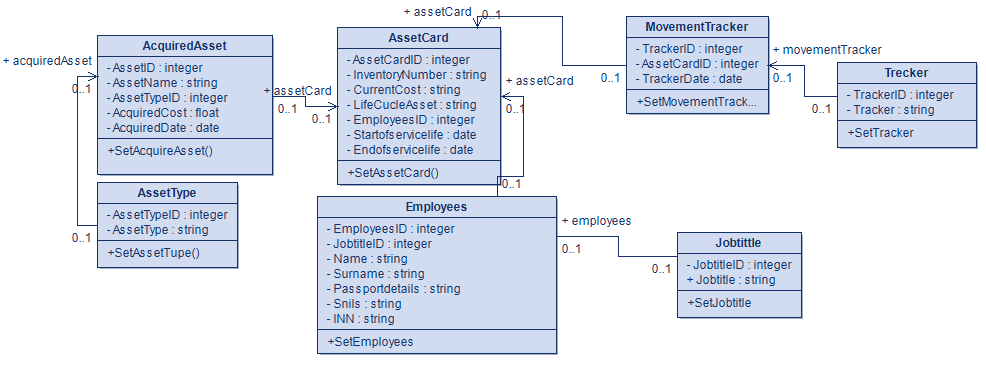 + acquiredAsset
0..1
0..1
AcquiredAsset
- AssetID : integer
- AssetName : string
- AssetTypeID : integer
- AcquiredCost : float
- AcquiredDate : date
+SetAcquireAsset()
AssetType
- AssetTypeID : integer
- AssetType : string
+SetAssetTupe()
+ assetCard
0..1
0..1
AssetCard
- AssetCardID : integer
- InventoryNumber : string
- CurrentCost : string
- LifeCucleAsset : string
- EmployeesID : integer
- Startofservicelife : date
- Endofservicelife : date
+SetAssetCard()
+ assetCard
0..1
0..1
+ assetCard
0..1
0..1
Employees
- EmployeesID : integer
- JobtitleID : integer
- Name : string
- Surname : string
- Passportdetails : string
- Snils : string
- INN : string
+SetEmployees
+ employees
0..1
0..1
MovementTracker
- TrackerID : integer
- AssetCardID : integer
- TrackerDate : date
+SetMovementTrack...
+ movementTracker
0..1
0..1
Trecker
- TrackerID : integer
- Tracker : string
+SetTracker
Jobtittle
- JobtitleID : integer
+ Jobtitle : string
+SetJobtitle